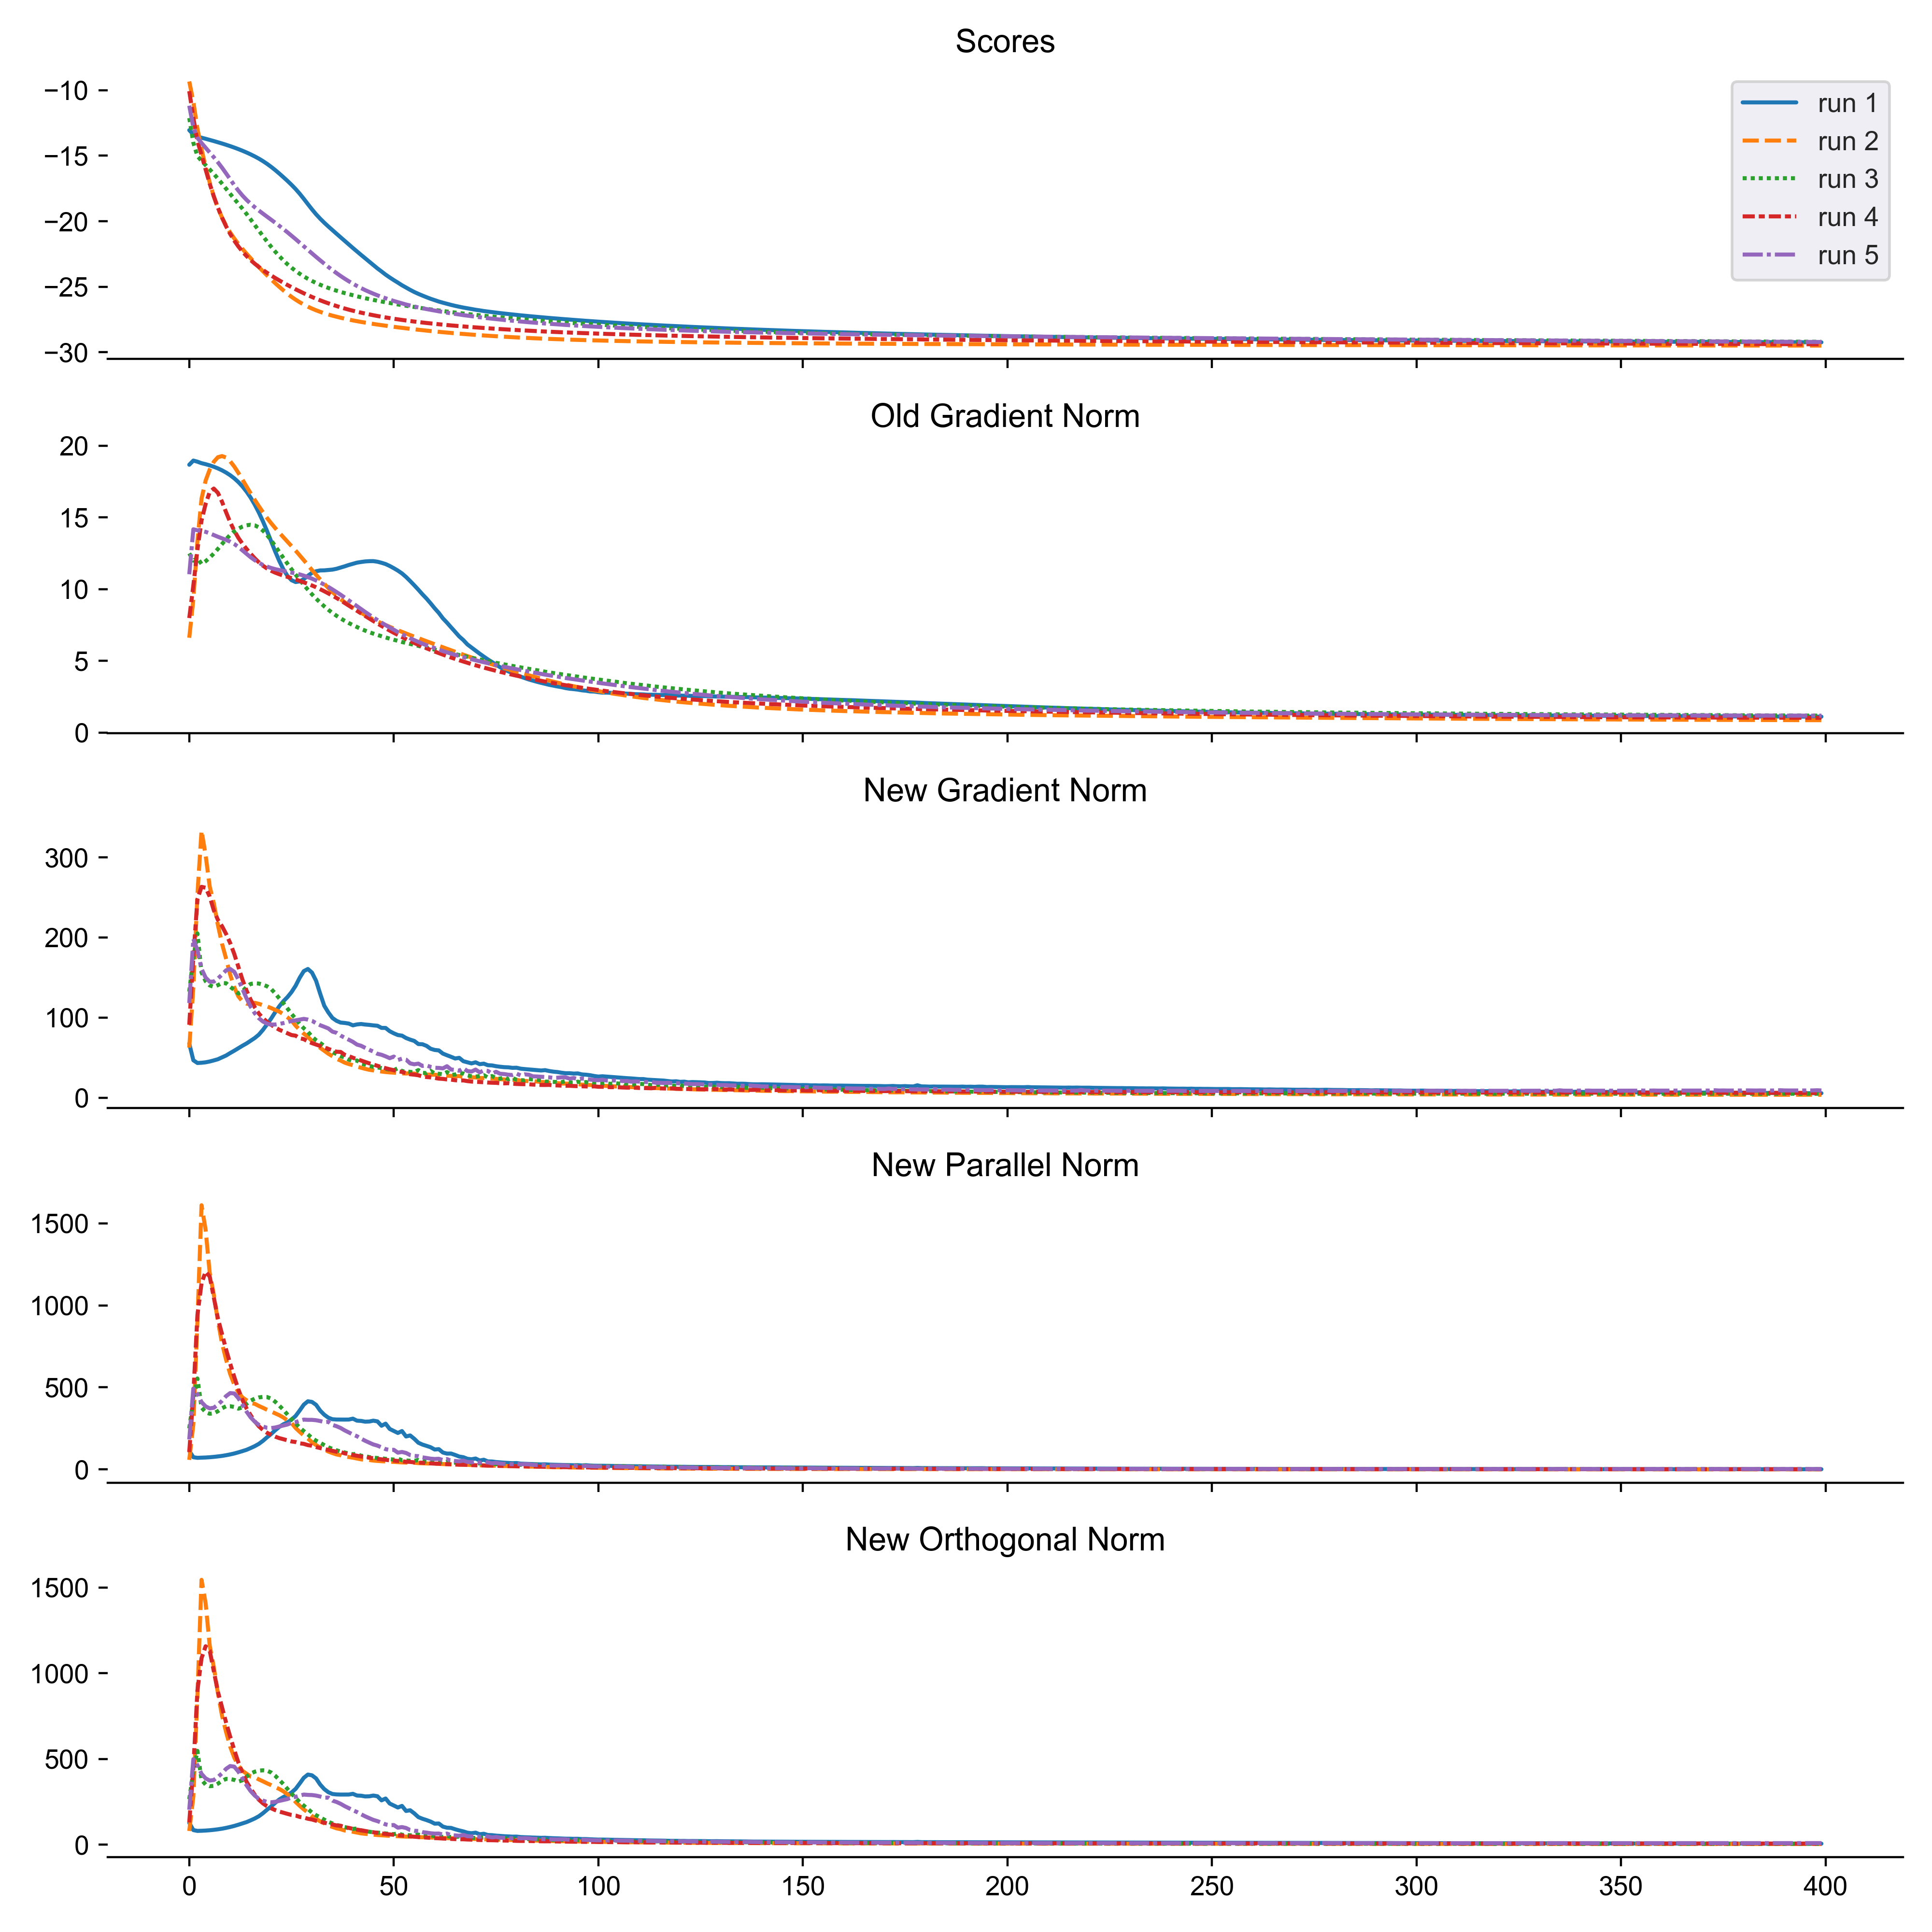 Scores
−10
−15
−20
−25
−30
run 1
run 2
run 3
run 4
run 5
Old Gradient Norm
20
15
10
5
0
New Gradient Norm
300
200
100
0
New Parallel Norm
1500
1000
500
0
New Orthogonal Norm
1500
1000
500
0
0 50 100 150 200 250 300 350 400